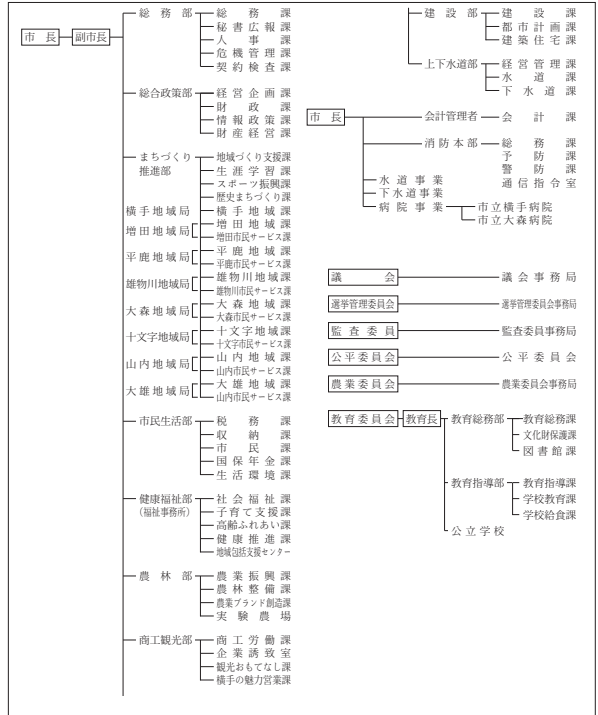 市長 副市長
総務部 総務課
秘書広報課
人事課
危機管理課
契約検査課
総合政策部 経営企画課
財政課
情報政策課
財産経営課
まちづくり 地域づくり支援課
推進部 生涯学習課
スポーツ振興課
歴史まちづくり課
横手地域局 横手地域課
増田地域局 増田地域課
増田市民サービス課
平鹿地域局 平鹿地域課
平鹿市民サービス課
雄物川地域局 雄物川地域課
雄物川市民サービス課
大森地域局 大森地域課
大森市民サービス課
十文字地域局 十文字地域課
十文字市民サービス課
山内地域局 山内地域課
山内市民サービス課
大雄地域局 大雄地域課
山内市民サービス課
市民生活部 税務課
収納課
市民課
国保年金課
生活環境課
健康福祉部 社会福祉課
(福祉事務所) 子育て支援課
高齢ふれあい課
健康推進課
地域包括支援センター
農林部 農業振興課
農林整備課
農業ブランド創造課
実験農場
商工観光部 商工労働課
企業誘致室
観光おもてなし課
横手の魅力営業課
建設部 建設課
都市計画課
建築住宅課
上下水道部 経営管理課
水道課
下水道課
市長 会計管理者 会計課
消防本部 総務課
予防課
警防課
通信指令室
水道事業
下水道事業
病院事業 市立横手病院
市立大森病院
議会 議会事務局
選挙管理委員会 選挙管理委員会事務局
監査委員 監査委員事務局
公平委員会 公平委員会
農業委員会 農業委員会事務局
教育委員会 教育長 教育総務部 教育総務課
文化財保護課
図書館課
教育指導部 教育指導課
学校教育課
学校給食課
公立学校